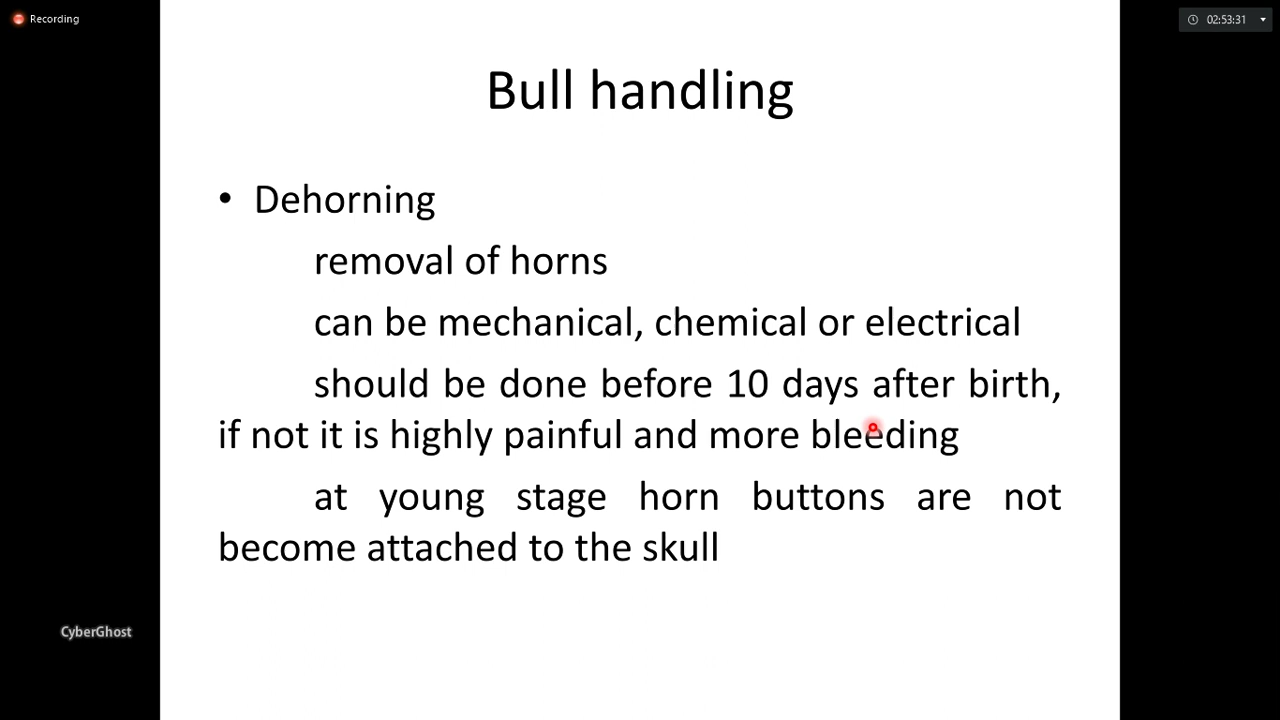 Recording
02:53:31
Bull handling
• Dehorning
removal of horns
can be mechanical, chemical or electrical
should be done before 10 days after birth,
if not it is highly painful and more bleeding
at young stage horn buttons are not
become attached to the skull
CyberGhost